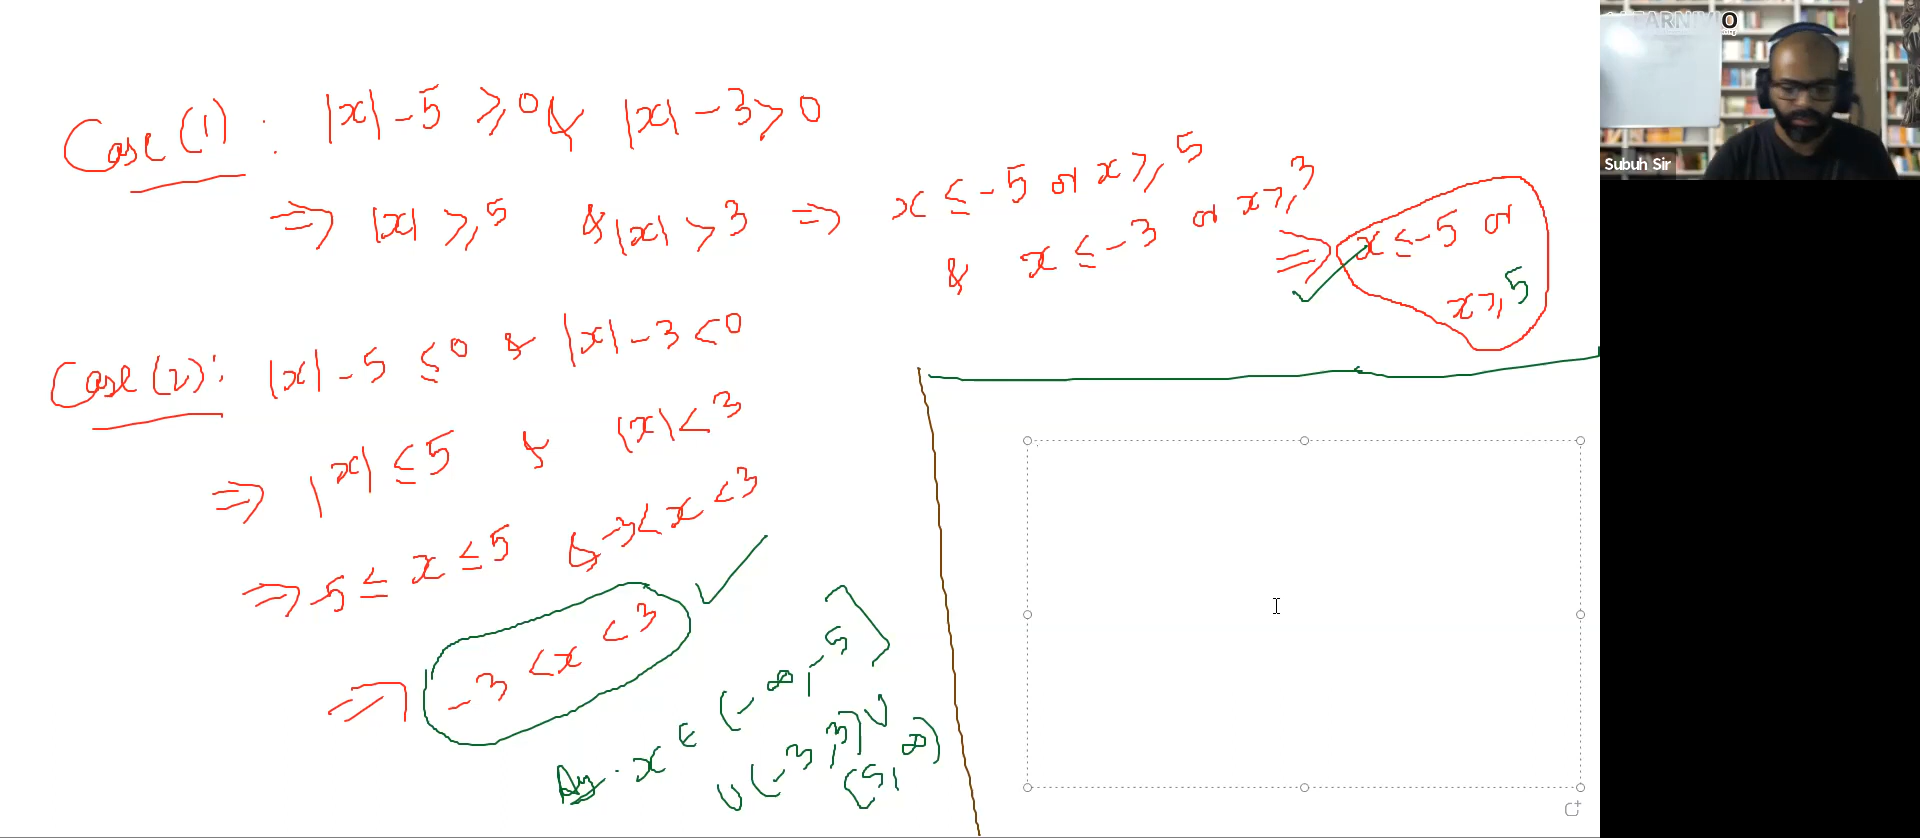 Case (1) : |x| - 5 ⩾ 0 & |x| - 3 > 0
⇒ |x| ⩾ 5 & |x| > 3 ⇒ x ≤ -5 or x ⩾ 5
& x ≤ -3 or x ⩾ 3
⇒ x ≤ -5 or
x ⩾ 5
Case (2) : |x| - 5 ≤ 0 & |x| - 3 < 0
⇒ |x| ≤ 5 & |x| < 3
⇒ -5 ≤ x ≤ 5 & -3 < x < 3
⇒ -3 < x < 3
Ans. x ∈ (-∞, -5]
∪ (-3, 3) ∪
[5, ∞)
Subuh Sir